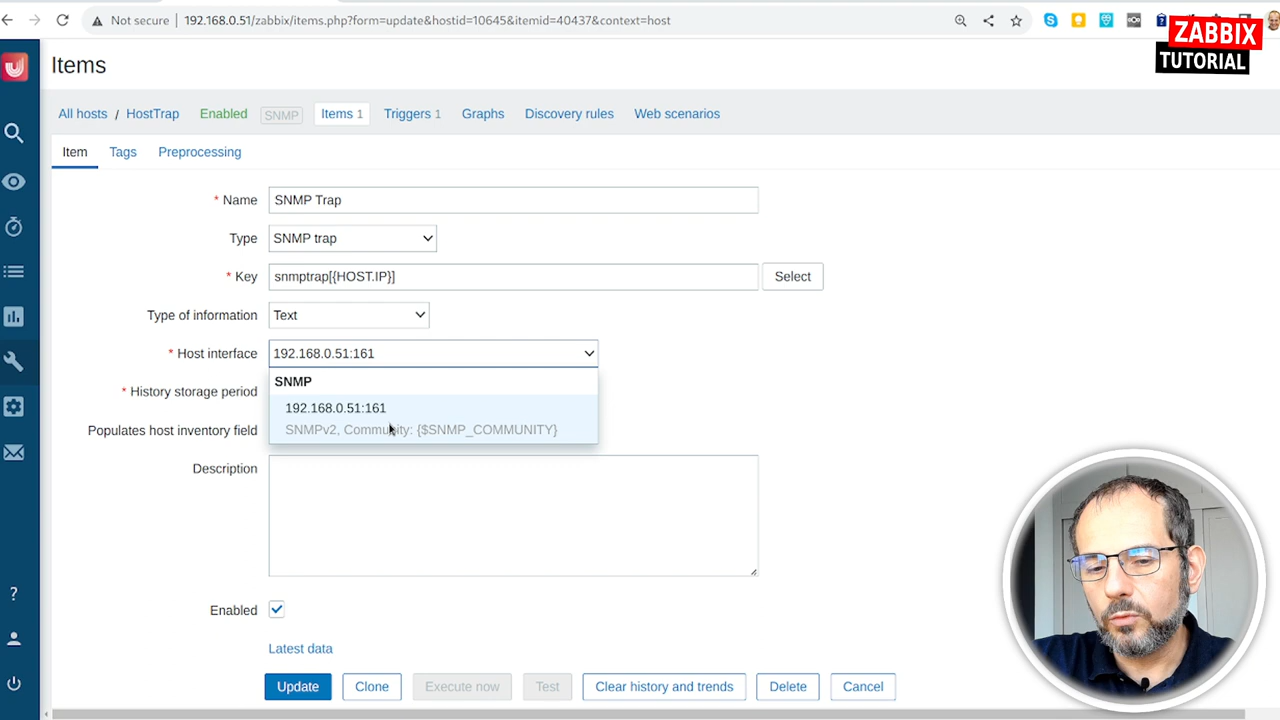 Not secure 192.168.0.51/zabbix/items.php?form=update&hostid=10645&itemid=40437&context=host
ZABBIX
TUTORIAL
Items
All hosts / HostTrap Enabled SNMP Items 1 Triggers 1 Graphs Discovery rules Web scenarios
Item Tags Preprocessing
* Name SNMP Trap
Type SNMP trap
* Key snmptrap[{HOST.IP}] Select
Type of information Text
* Host interface 192.168.0.51:161
SNMP
* History storage period
192.168.0.51:161
Populates host inventory field SNMPv2, Community: {$SNMP_COMMUNITY}
Description
Enabled
Latest data
? Update Clone Execute now Test Clear history and trends Delete Cancel